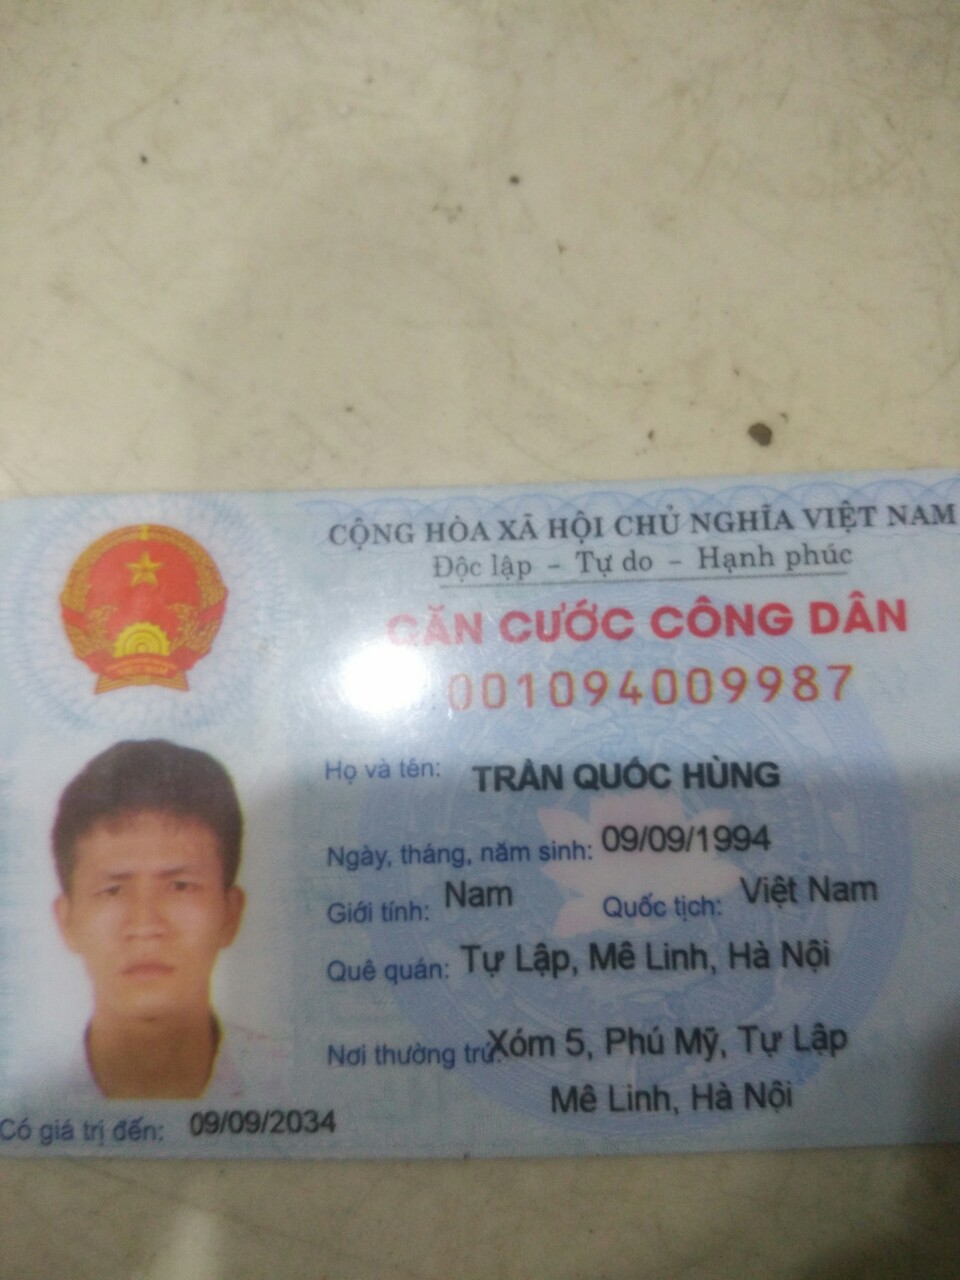 CỘNG HÒA XÃ HỘI CHỦ NGHĨA VIỆT NAM
Độc lập - Tự do - Hạnh phúc
CĂN CƯỚC CÔNG DÂN
001094009987
Họ và tên: TRẦN QUỐC HÙNG
Ngày, tháng, năm sinh: 09/09/1994
Giới tính: Nam Quốc tịch: Việt Nam
Quê quán: Tự Lập, Mê Linh, Hà Nội
Nơi thường trú: Xóm 5, Phú Mỹ, Tự Lập
Mê Linh, Hà Nội
Có giá trị đến: 09/09/2034